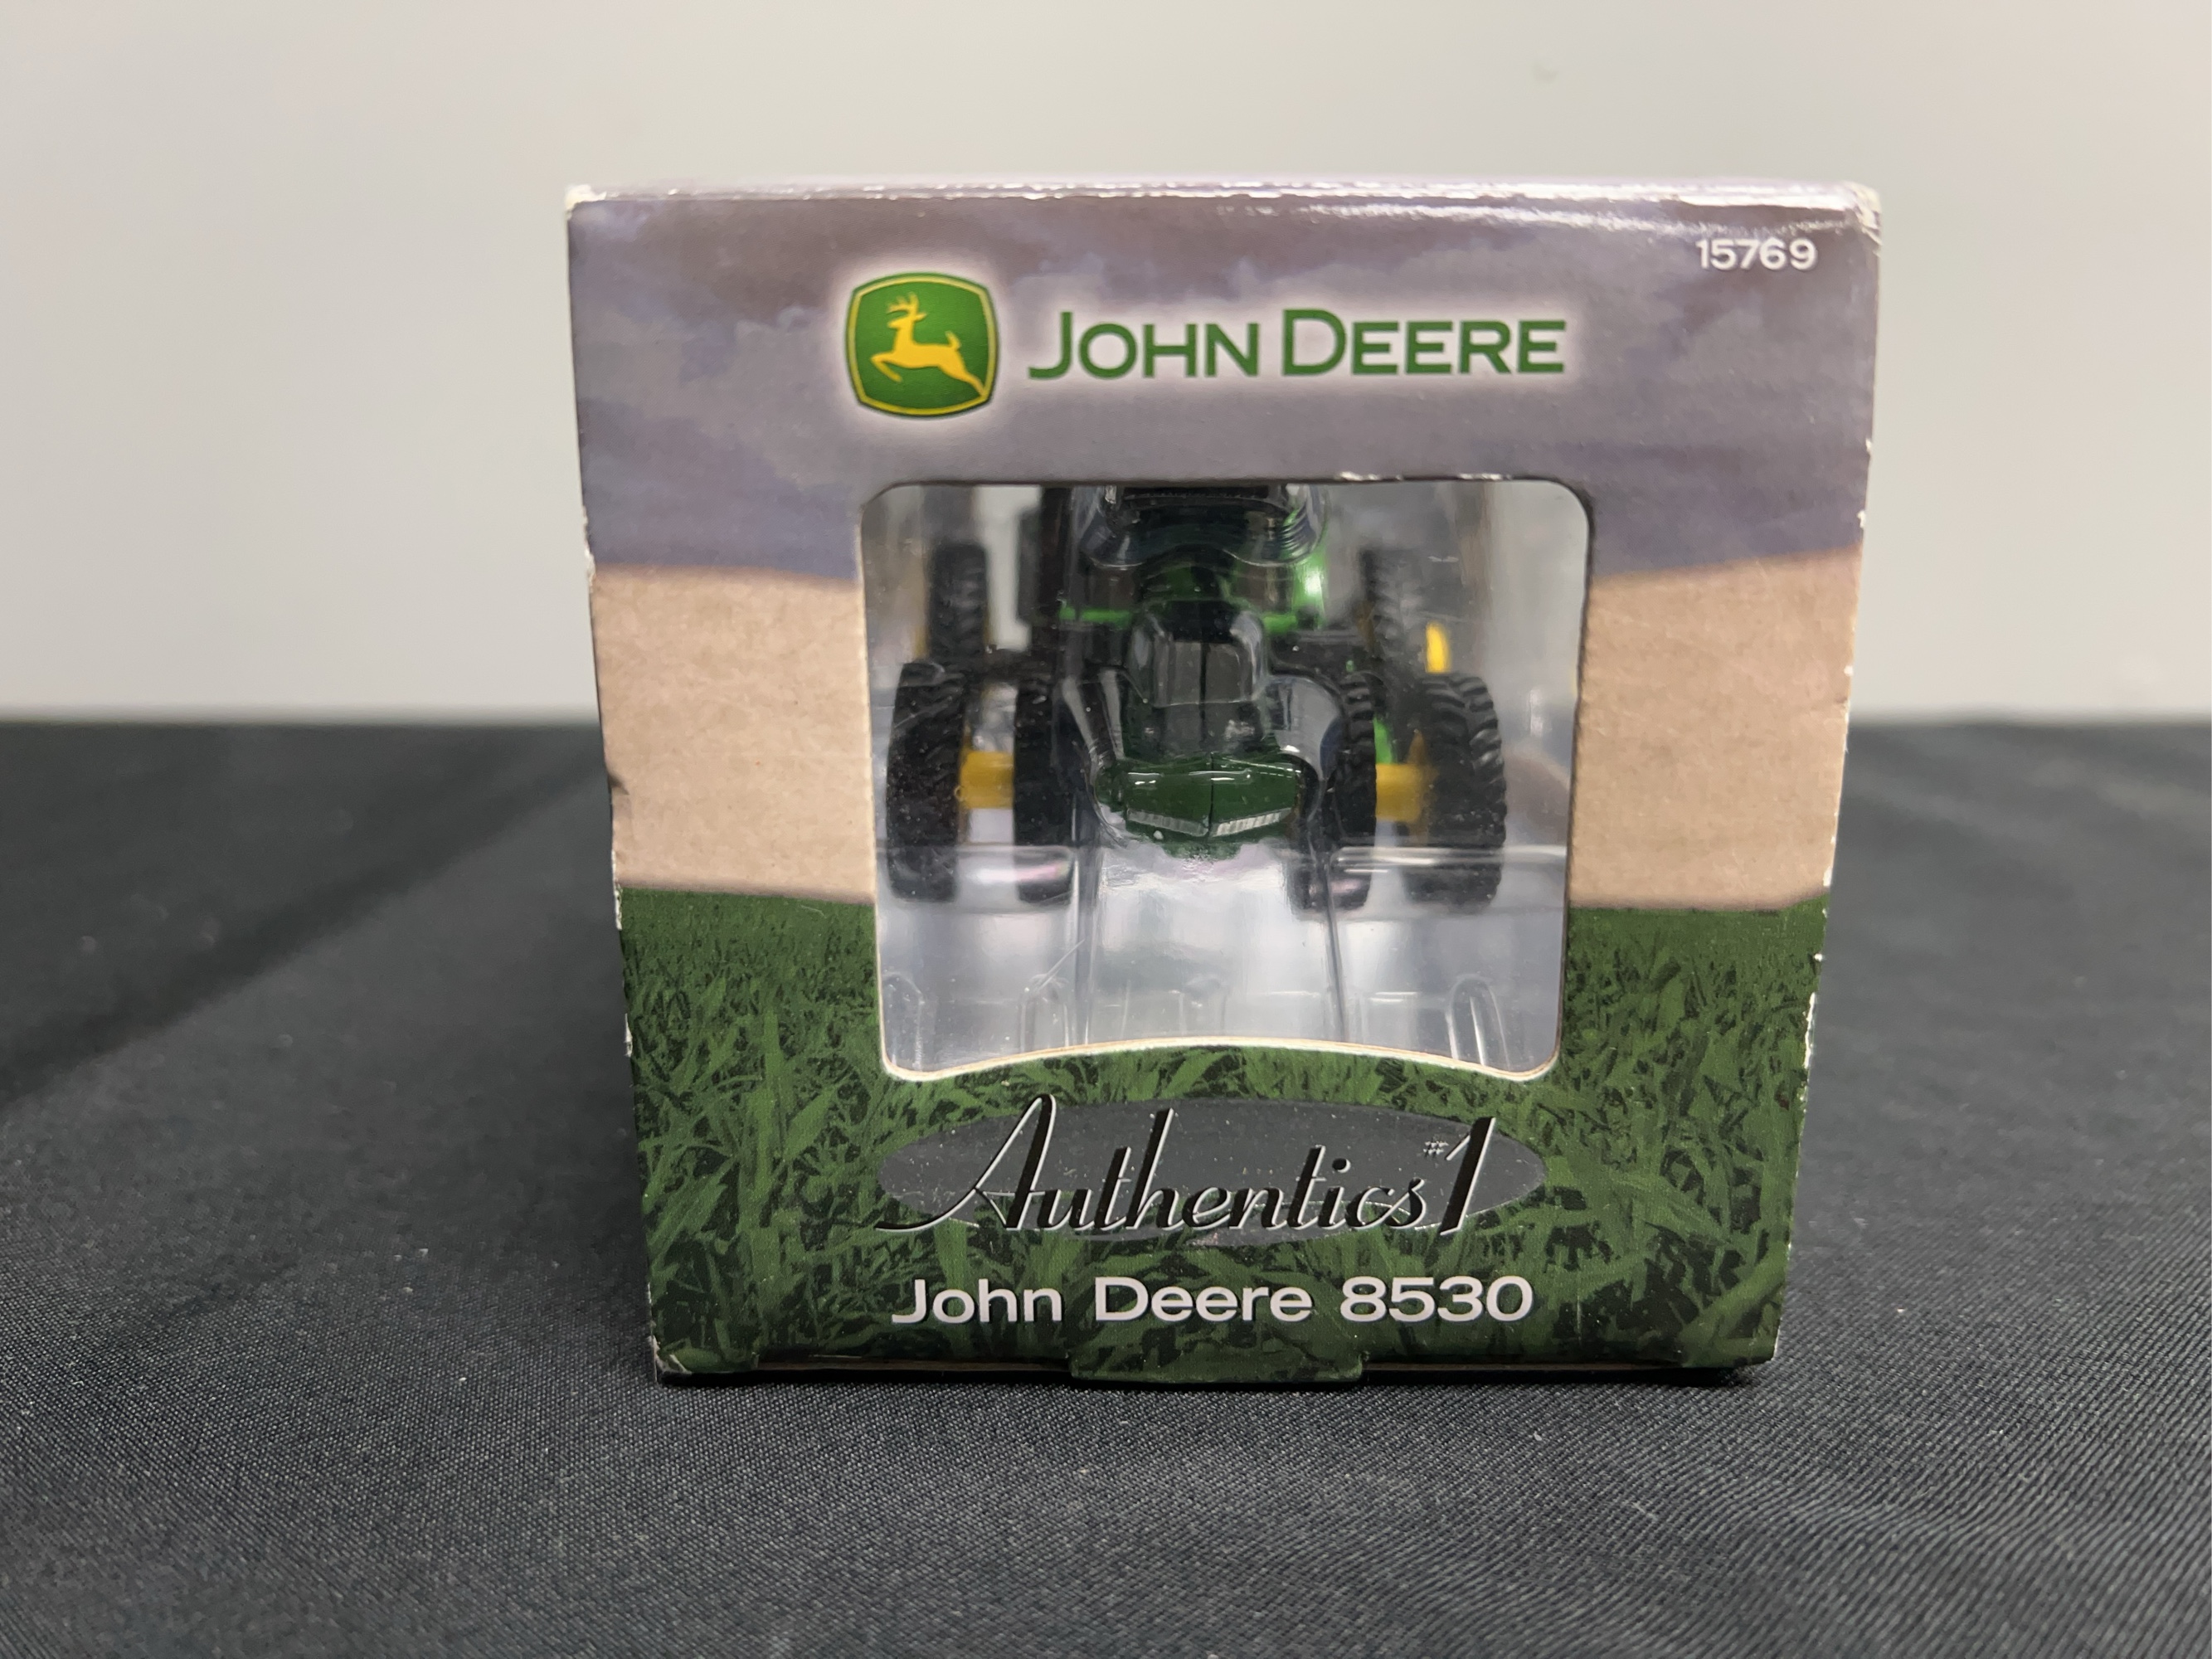 15769
JOHN DEERE
Authentics #1
John Deere 8530